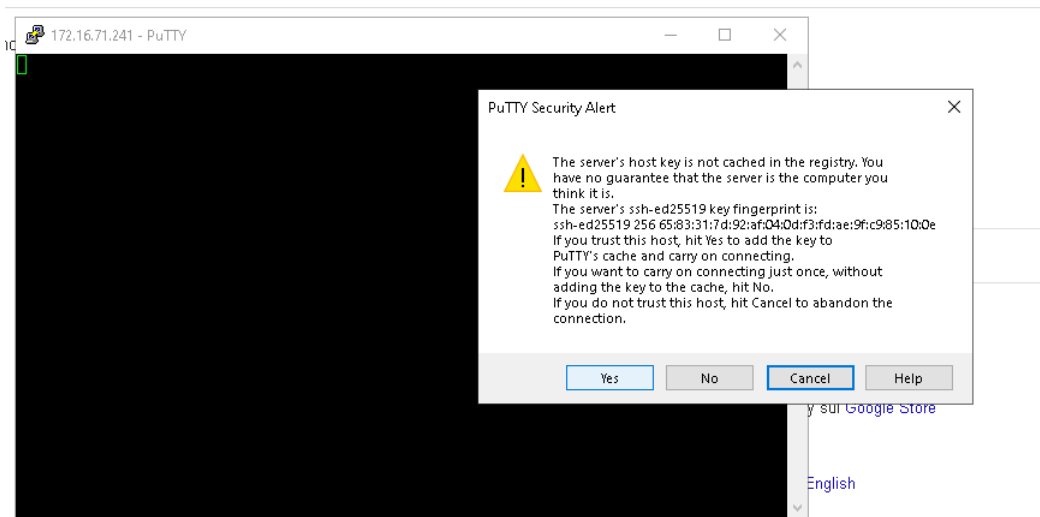 172.16.71.241 - PuTTY
PuTTY Security Alert
The server's host key is not cached in the registry. You
have no guarantee that the server is the computer you
think it is.
The server's ssh-ed25519 key fingerprint is:
ssh-ed25519 256 65:83:31:7d:92:af:04:0d:f3:fd:ae:9f:c9:85:10:0e
If you trust this host, hit Yes to add the key to
PuTTY's cache and carry on connecting.
If you want to carry on connecting just once, without
adding the key to the cache, hit No.
If you do not trust this host, hit Cancel to abandon the
connection.
Yes No Cancel Help
sul Google Store
English